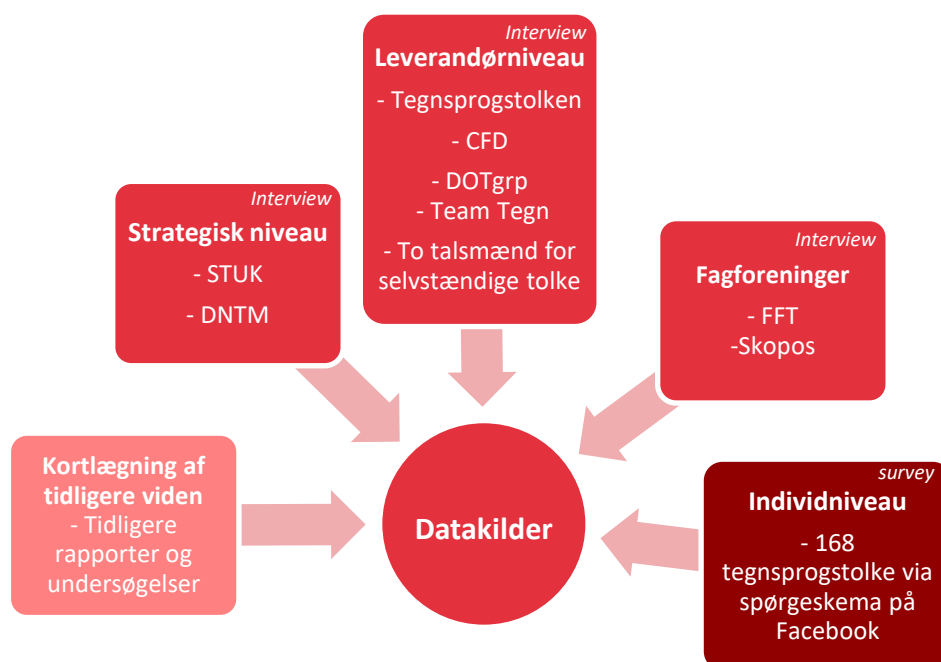 Interview
Leverandørniveau
- Tegnsprogstolken
- CFD
- DOTgrp
- Team Tegn
- To talsmænd for
selvstændige tolke
Interview
Strategisk niveau
- STUK
- DNTM
Interview
Fagforeninger
- FFT
-Skopos
Kortlægning af
tidligere viden
- Tidligere
rapporter og
undersøgelser
Datakilder
survey
Individniveau
- 168
tegnsprogstolke via
spørgeskema på
Facebook